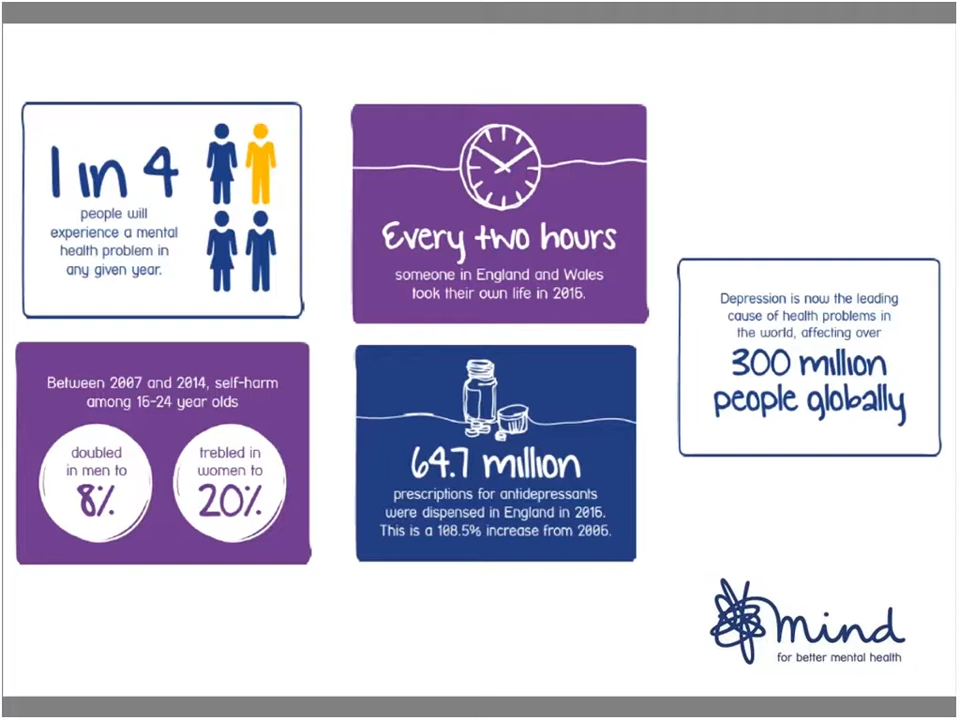 1 in 4
people will
experience a mental
health problem in
any given year.
Between 2007 and 2014, self-harm
among 16-24 year olds
doubled
in men to
8%
trebled in
women to
20%
Every two hours
someone in England and Wales
took their own life in 2015.
64.7 million
prescriptions for antidepressants
were dispensed in England in 2016.
This is a 108.5% increase from 2006.
Depression is now the leading
cause of health problems in
the world, affecting over
300 million
people globally
mind
for better mental health